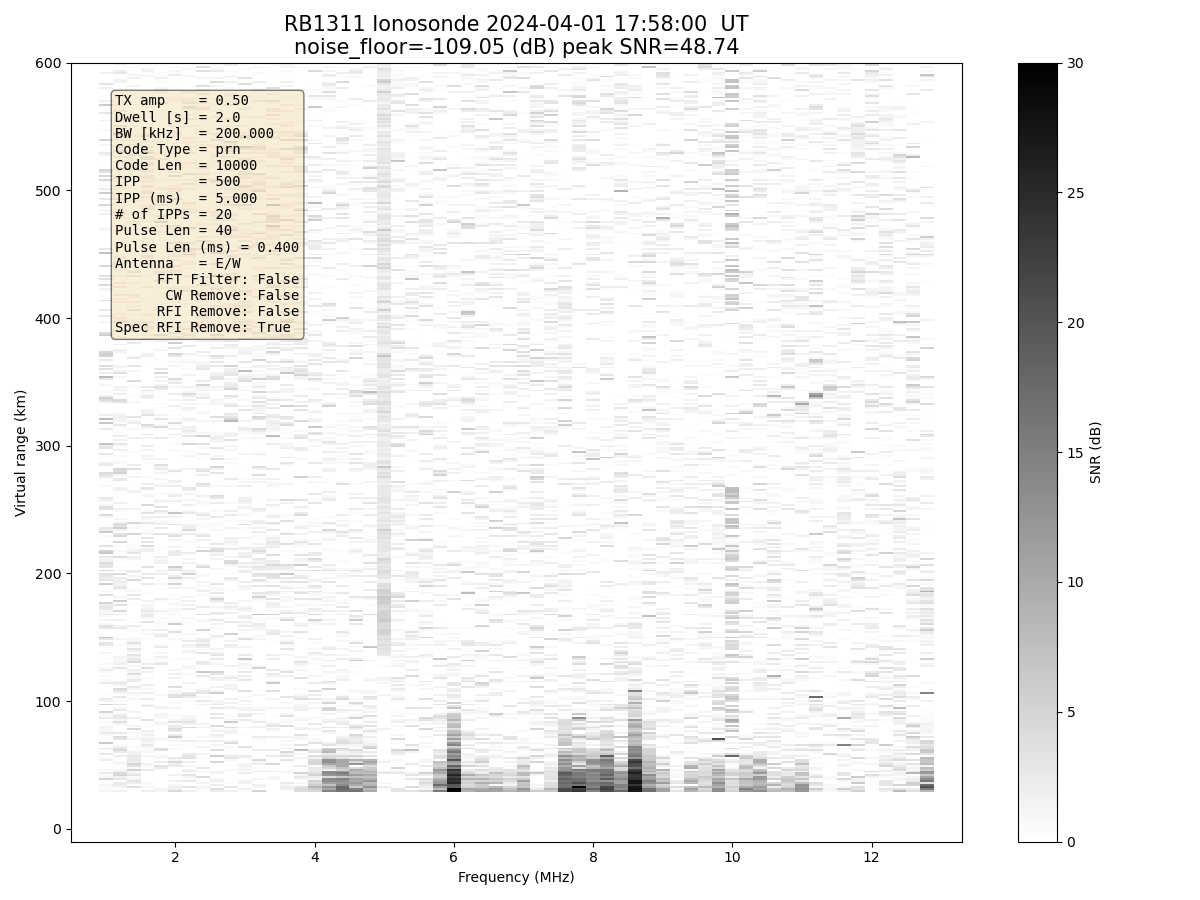 RB1311 Ionosonde 2024-04-01 17:58:00  UT
noise_floor=-109.05 (dB) peak SNR=48.74
TX amp    = 0.50
Dwell [s] = 2.0
BW [kHz]  = 200.000
Code Type = prn
Code Len  = 10000
IPP       = 500
IPP (ms)  = 5.000
# of IPPs = 20
Pulse Len = 40
Pulse Len (ms) = 0.400
Antenna   = E/W
FFT Filter: False
CW Remove: False
RFI Remove: False
Spec RFI Remove: True
600
500
400
300
200
100
0
Virtual range (km)
2
4
6
8
10
12
Frequency (MHz)
30
25
20
15
10
5
0
SNR (dB)